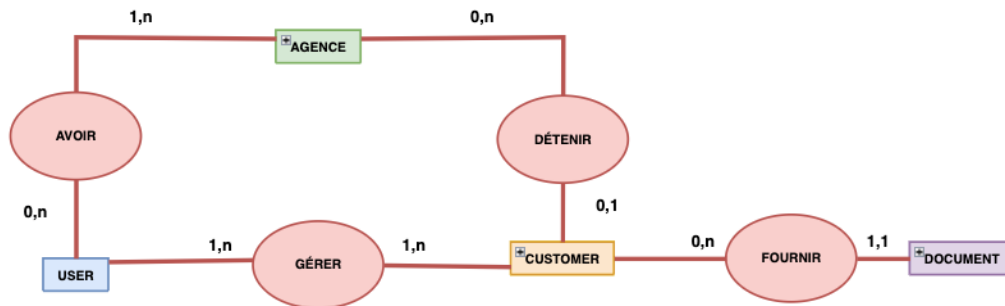 1,n
0,n
AGENCE
AVOIR
DÉTENIR
0,n
0,1
1,n
1,n
0,n
1,1
USER
GÉRER
CUSTOMER
FOURNIR
DOCUMENT